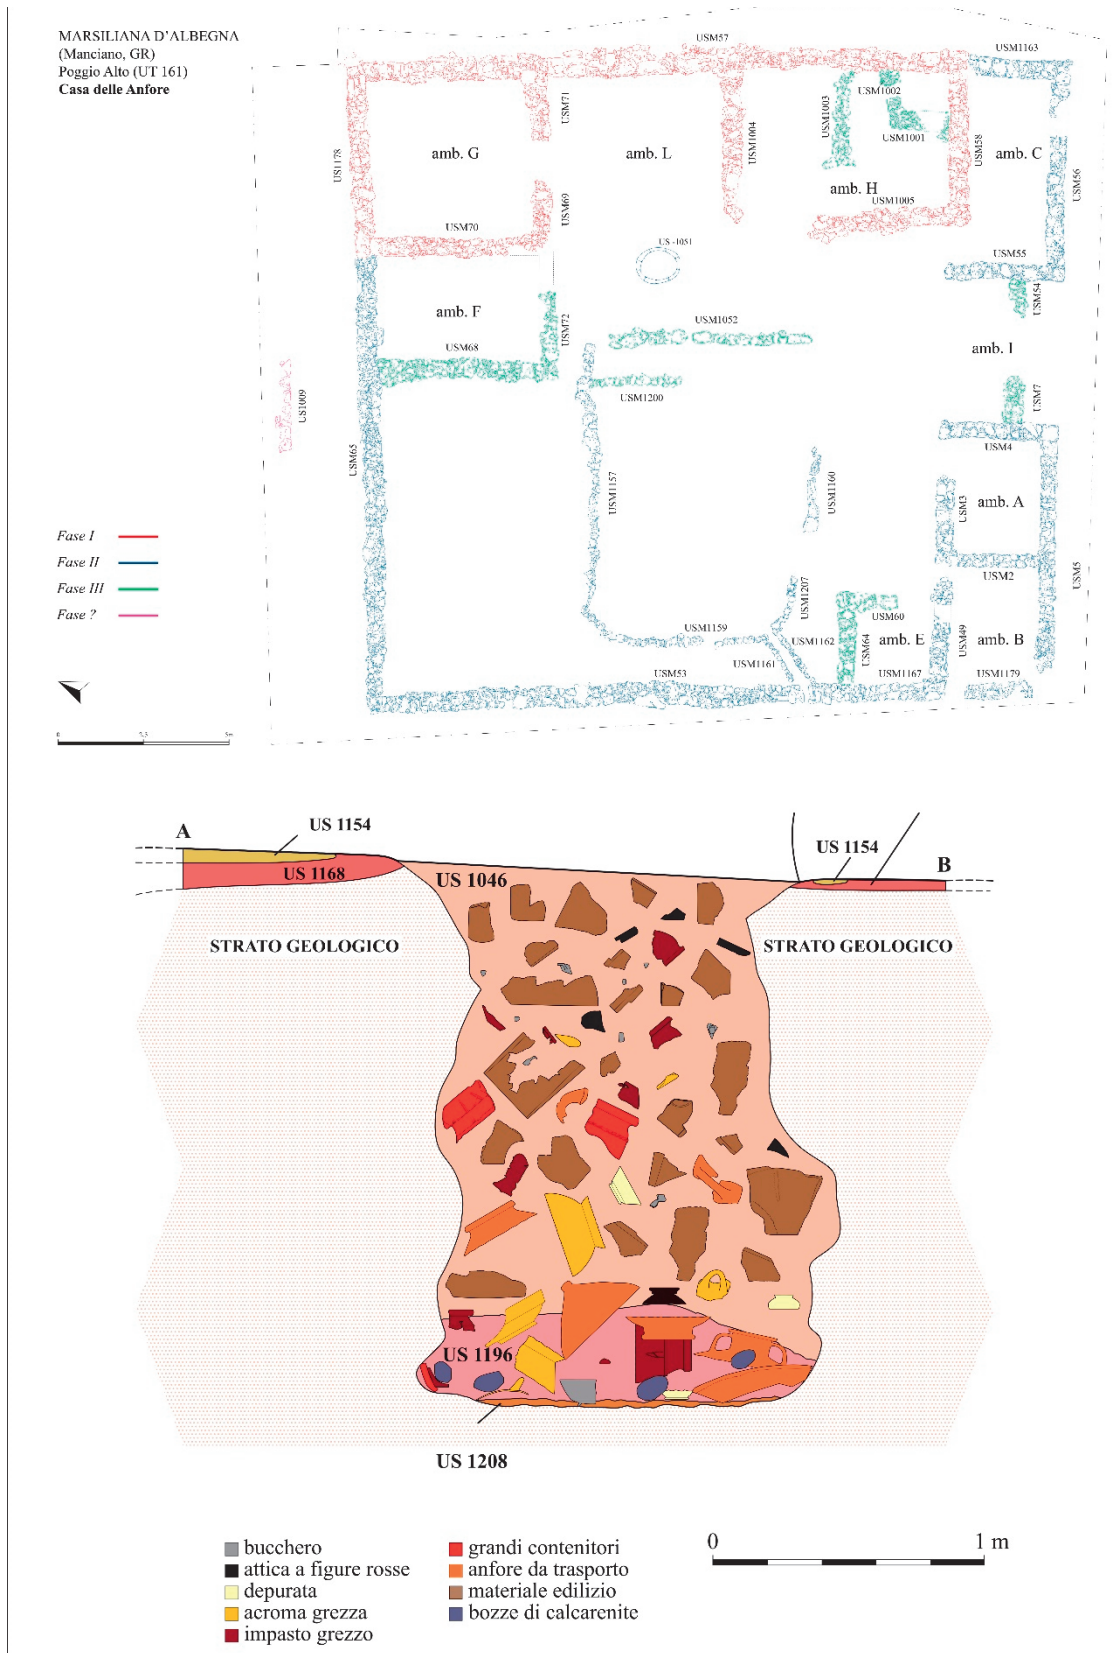 MARSILIANA D'ALBEGNA
(Manciano, GR)
Poggio Alto (UT 161)
Casa delle Anfore
USM57
USM1163
USM71
USM1004
USM1003
USM1002
USM1001
USM58
US1178
amb. G
amb. L
amb. C
USM56
amb. H
USM1005
USM69
USM70
US -1051
USM55
USM54
amb. F
USM72
USM1052
amb. I
USM68
US1009
USM1200
USM7
USM4
USM65
USM1157
USM1160
USM3
amb. A
USM2
USM5
Fase I
Fase II
Fase III
Fase ?
USM1207
USM60
USM1159
USM1162
USM64
amb. E
USM49
amb. B
USM1161
USM53
USM1167
USM1179
0 2,5 5m
A
US 1154
US 1154
B
US 1168
US 1046
STRATO GEOLOGICO
STRATO GEOLOGICO
US 1196
US 1208
bucchero
attica a figure rosse
depurata
acroma grezza
impasto grezzo
grandi contenitori
anfore da trasporto
materiale edilizio
bozze di calcarenite
0 1 m